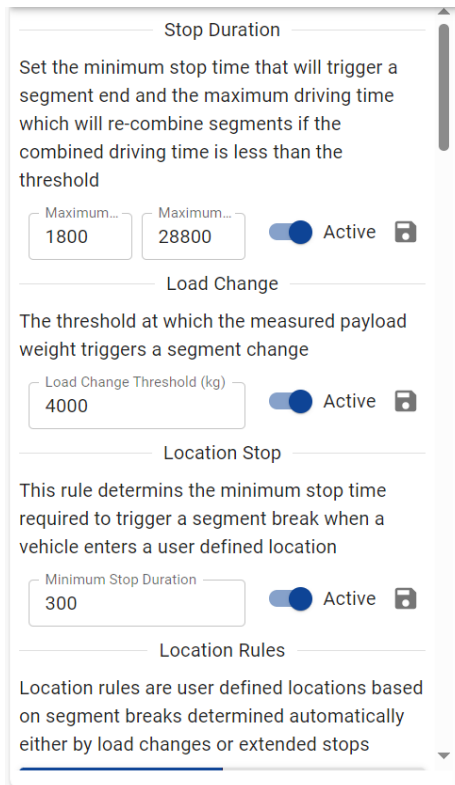 Stop Duration
Set the minimum stop time that will trigger a
segment end and the maximum driving time
which will re-combine segments if the
combined driving time is less than the
threshold
Maximum... Maximum...
1800 28800 Active
Load Change
The threshold at which the measured payload
weight triggers a segment change
Load Change Threshold (kg)
4000 Active
Location Stop
This rule determins the minimum stop time
required to trigger a segment break when a
vehicle enters a user defined location
Minimum Stop Duration
300 Active
Location Rules
Location rules are user defined locations based
on segment breaks determined automatically
either by load changes or extended stops